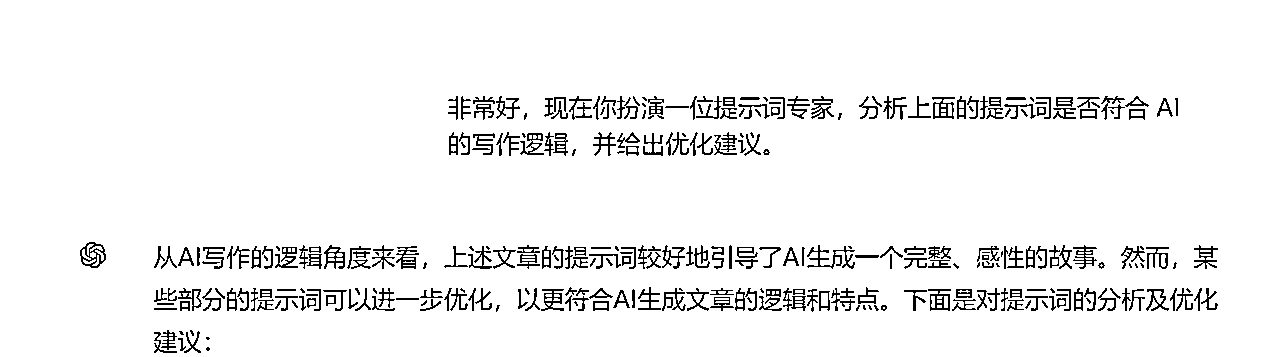 非常好，现在你扮演一位提示词专家，分析上面的提示词是否符合 AI
的写作逻辑，并给出优化建议。
从AI写作的逻辑角度来看，上述文章的提示词较好地引导了AI生成一个完整、感性的故事。然而，某
些部分的提示词可以进一步优化，以更符合AI生成文章的逻辑和特点。下面是对提示词的分析及优化
建议：